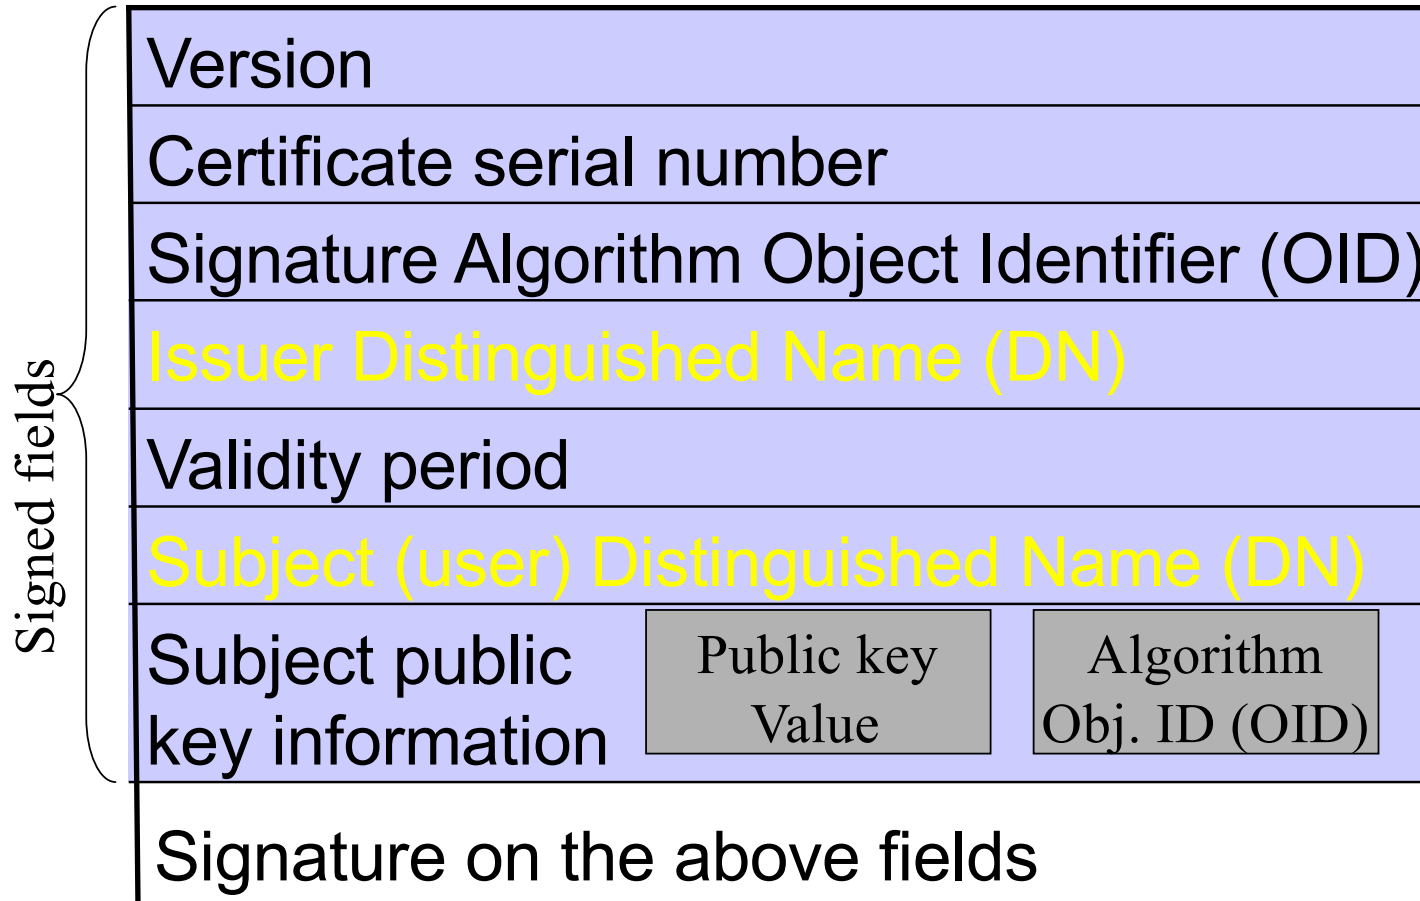 Signed fields
Version
Certificate serial number
Signature Algorithm Object Identifier (OID)
Issuer Distinguished Name (DN)
Validity period
Subject (user) Distinguished Name (DN)
Subject public
key information
Public key
Value
Algorithm
Obj. ID (OID)
Signature on the above fields